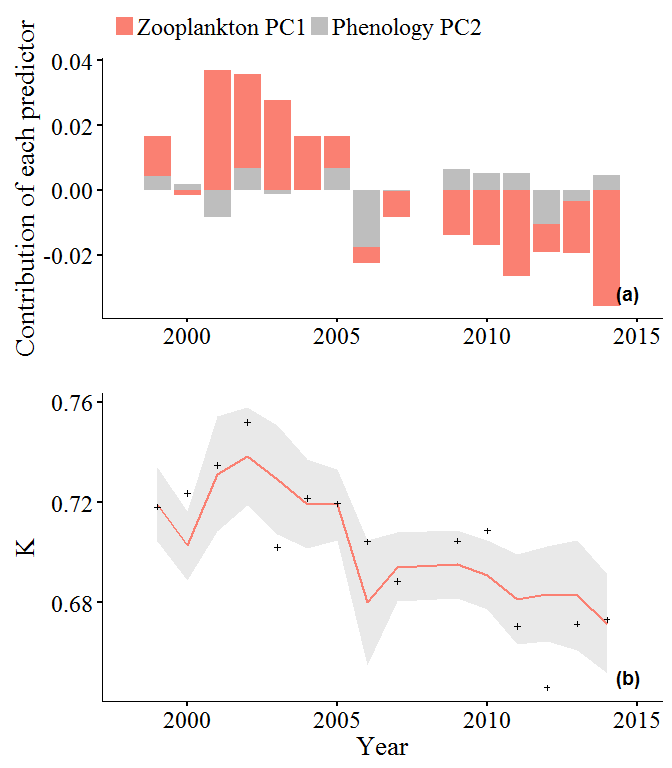 Zooplankton PC1 Phenology PC2
Contribution of each predictor
0.04
0.02
0.00
-0.02
(a)
2000 2005 2010 2015
K
0.76
0.72
0.68
(b)
2000 2005 2010 2015
Year